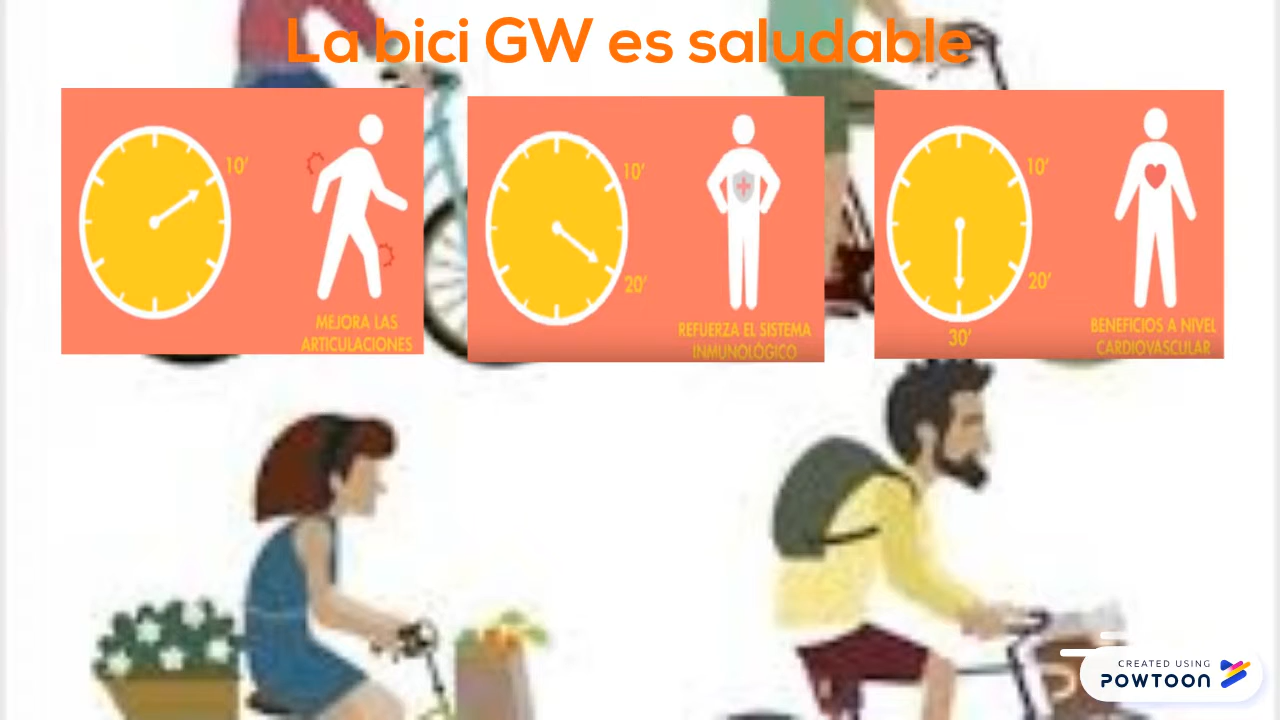 La bici GW es saludable
10'
MEJORA LAS
ARTICULACIONES
10'
20'
REFUERZA EL SISTEMA
INMUNOLÓGICO
10'
20'
30'
BENEFICIOS A NIVEL
CARDIOVASCULAR
CREATED USING
POWTOON